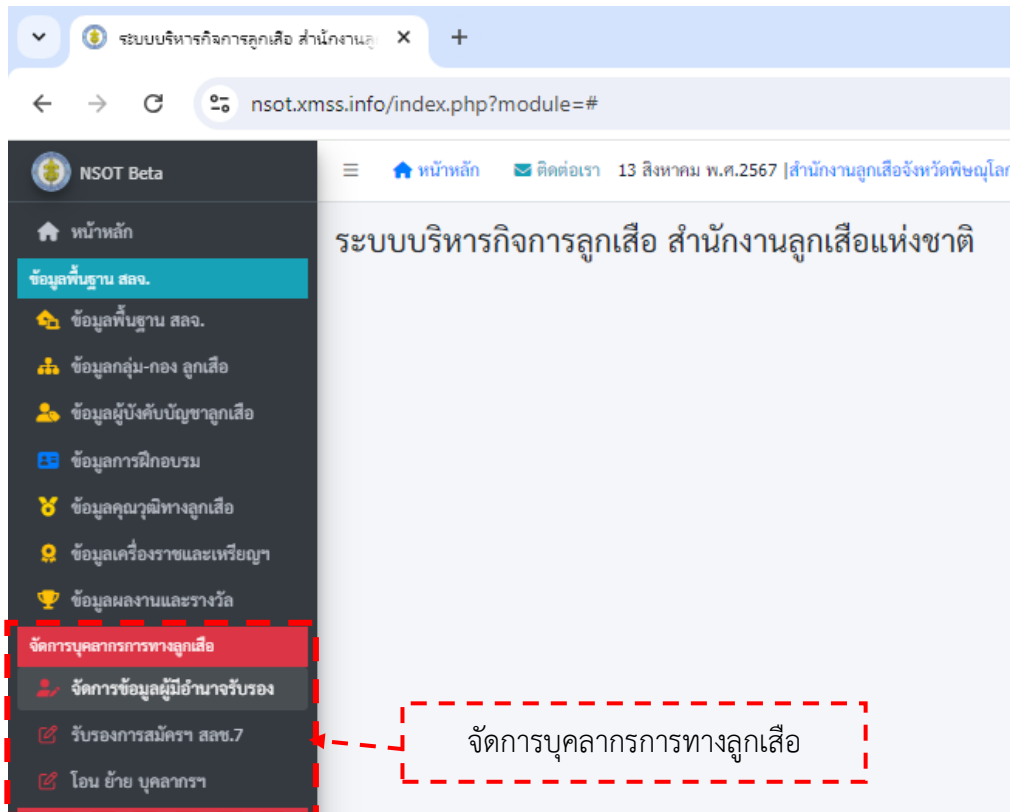 ระบบบริหารกิจการลูกเสือ สำนักงานลู
nsot.xmss.info/index.php?module=#
NSOT Beta
หน้าหลัก ติดต่อเรา 13 สิงหาคม พ.ศ.2567 |สำนักงานลูกเสือจังหวัดพิษณุโลก
หน้าหลัก
ระบบบริหารกิจการลูกเสือ สำนักงานลูกเสือแห่งชาติ
ข้อมูลพื้นฐาน สลจ.
ข้อมูลพื้นฐาน สลจ.
ข้อมูลกลุ่ม-กอง ลูกเสือ
ข้อมูลผู้บังคับบัญชาลูกเสือ
ข้อมูลการฝึกอบรม
ข้อมูลคุณวุฒิทางลูกเสือ
ข้อมูลเครื่องราชและเหรียญฯ
ข้อมูลผลงานและรางวัล
จัดการบุคลากรการทางลูกเสือ
จัดการข้อมูลผู้มีอำนาจรับรอง
รับรองการสมัครฯ สลช.7
จัดการบุคลากรการทางลูกเสือ
โอน ย้าย บุคลากรฯ